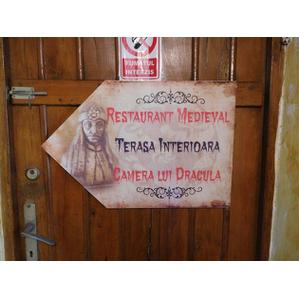 FUMATUL
INTERZIS
RESTAURANT MEDIEVAL
TERASA INTERIOARA
CAMERA LUI DRACULA